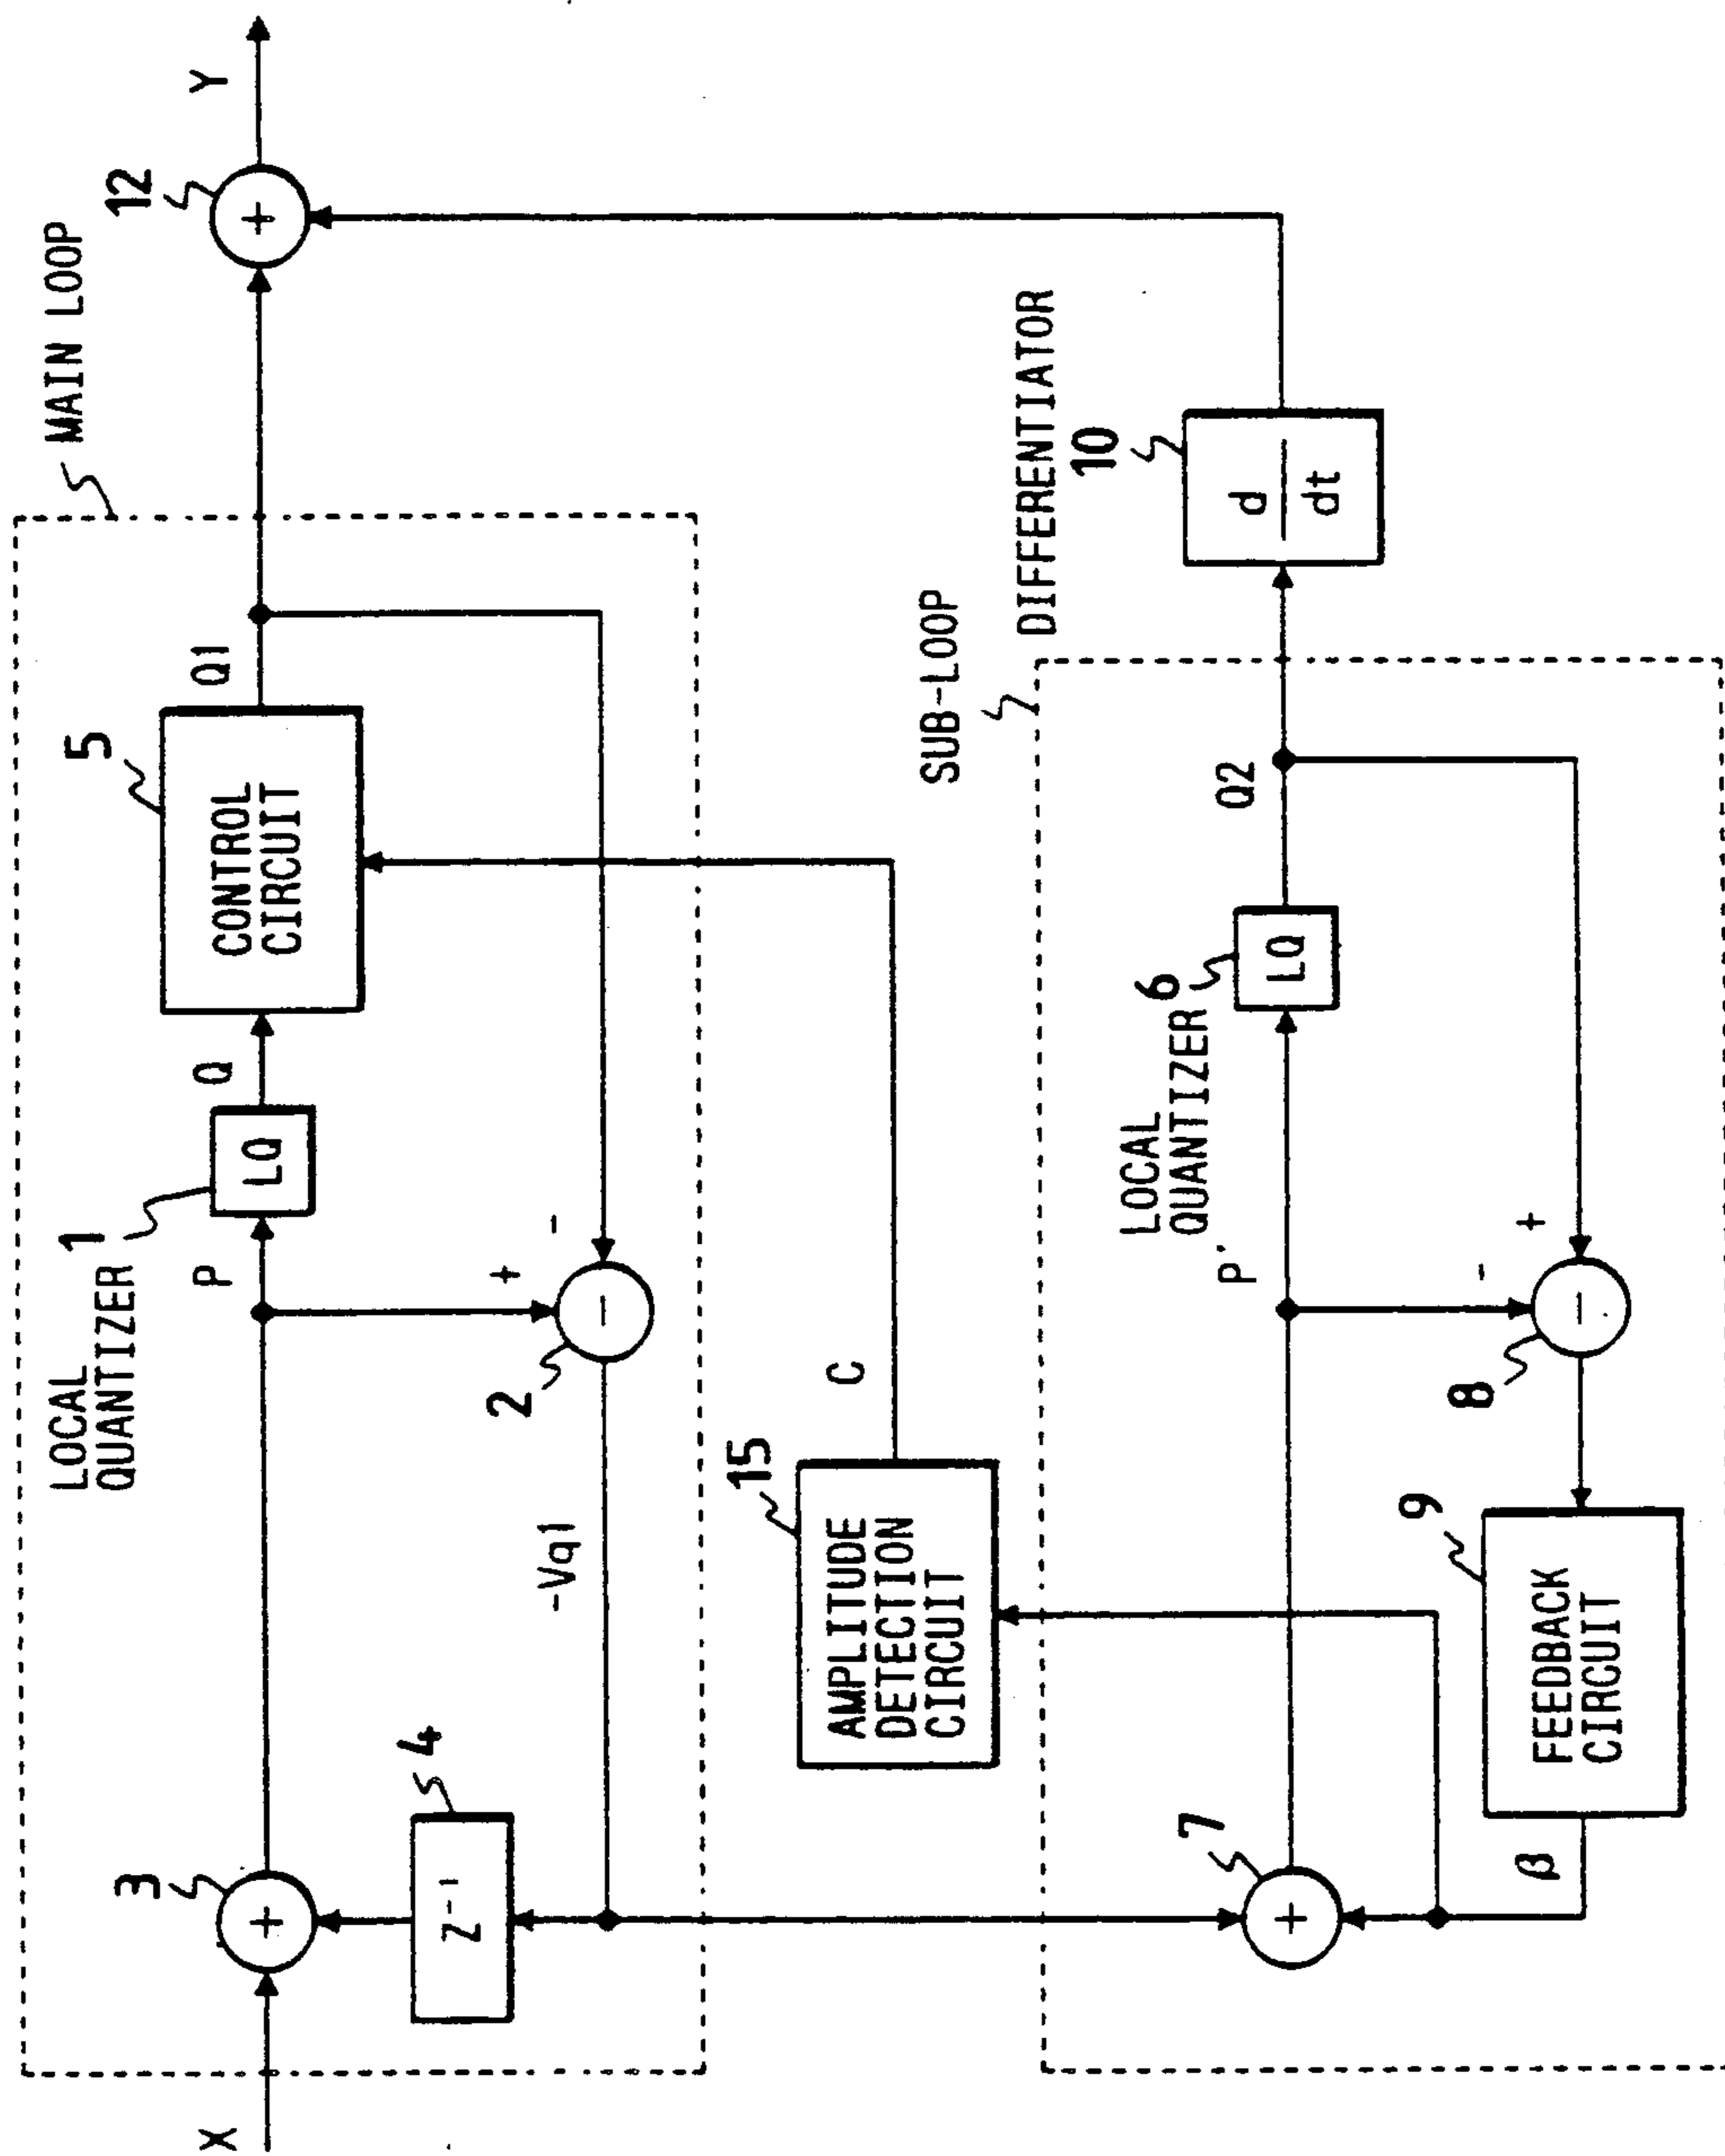 MAIN LOOP
LOCAL
QUANTIZER
1
X
3
+
P
LQ
Q
5
CONTROL
CIRCUIT
Q1
12
+
Y
4
Z⁻¹
+
-
2
−
-Vq1
15
AMPLITUDE
DETECTION
CIRCUIT
C
SUB-LOOP
DIFFERENTIATOR
10
d
dt
LOCAL
QUANTIZER
6
7
+
P'
LQ
Q2
-
+
8
−
β
9
FEEDBACK
CIRCUIT